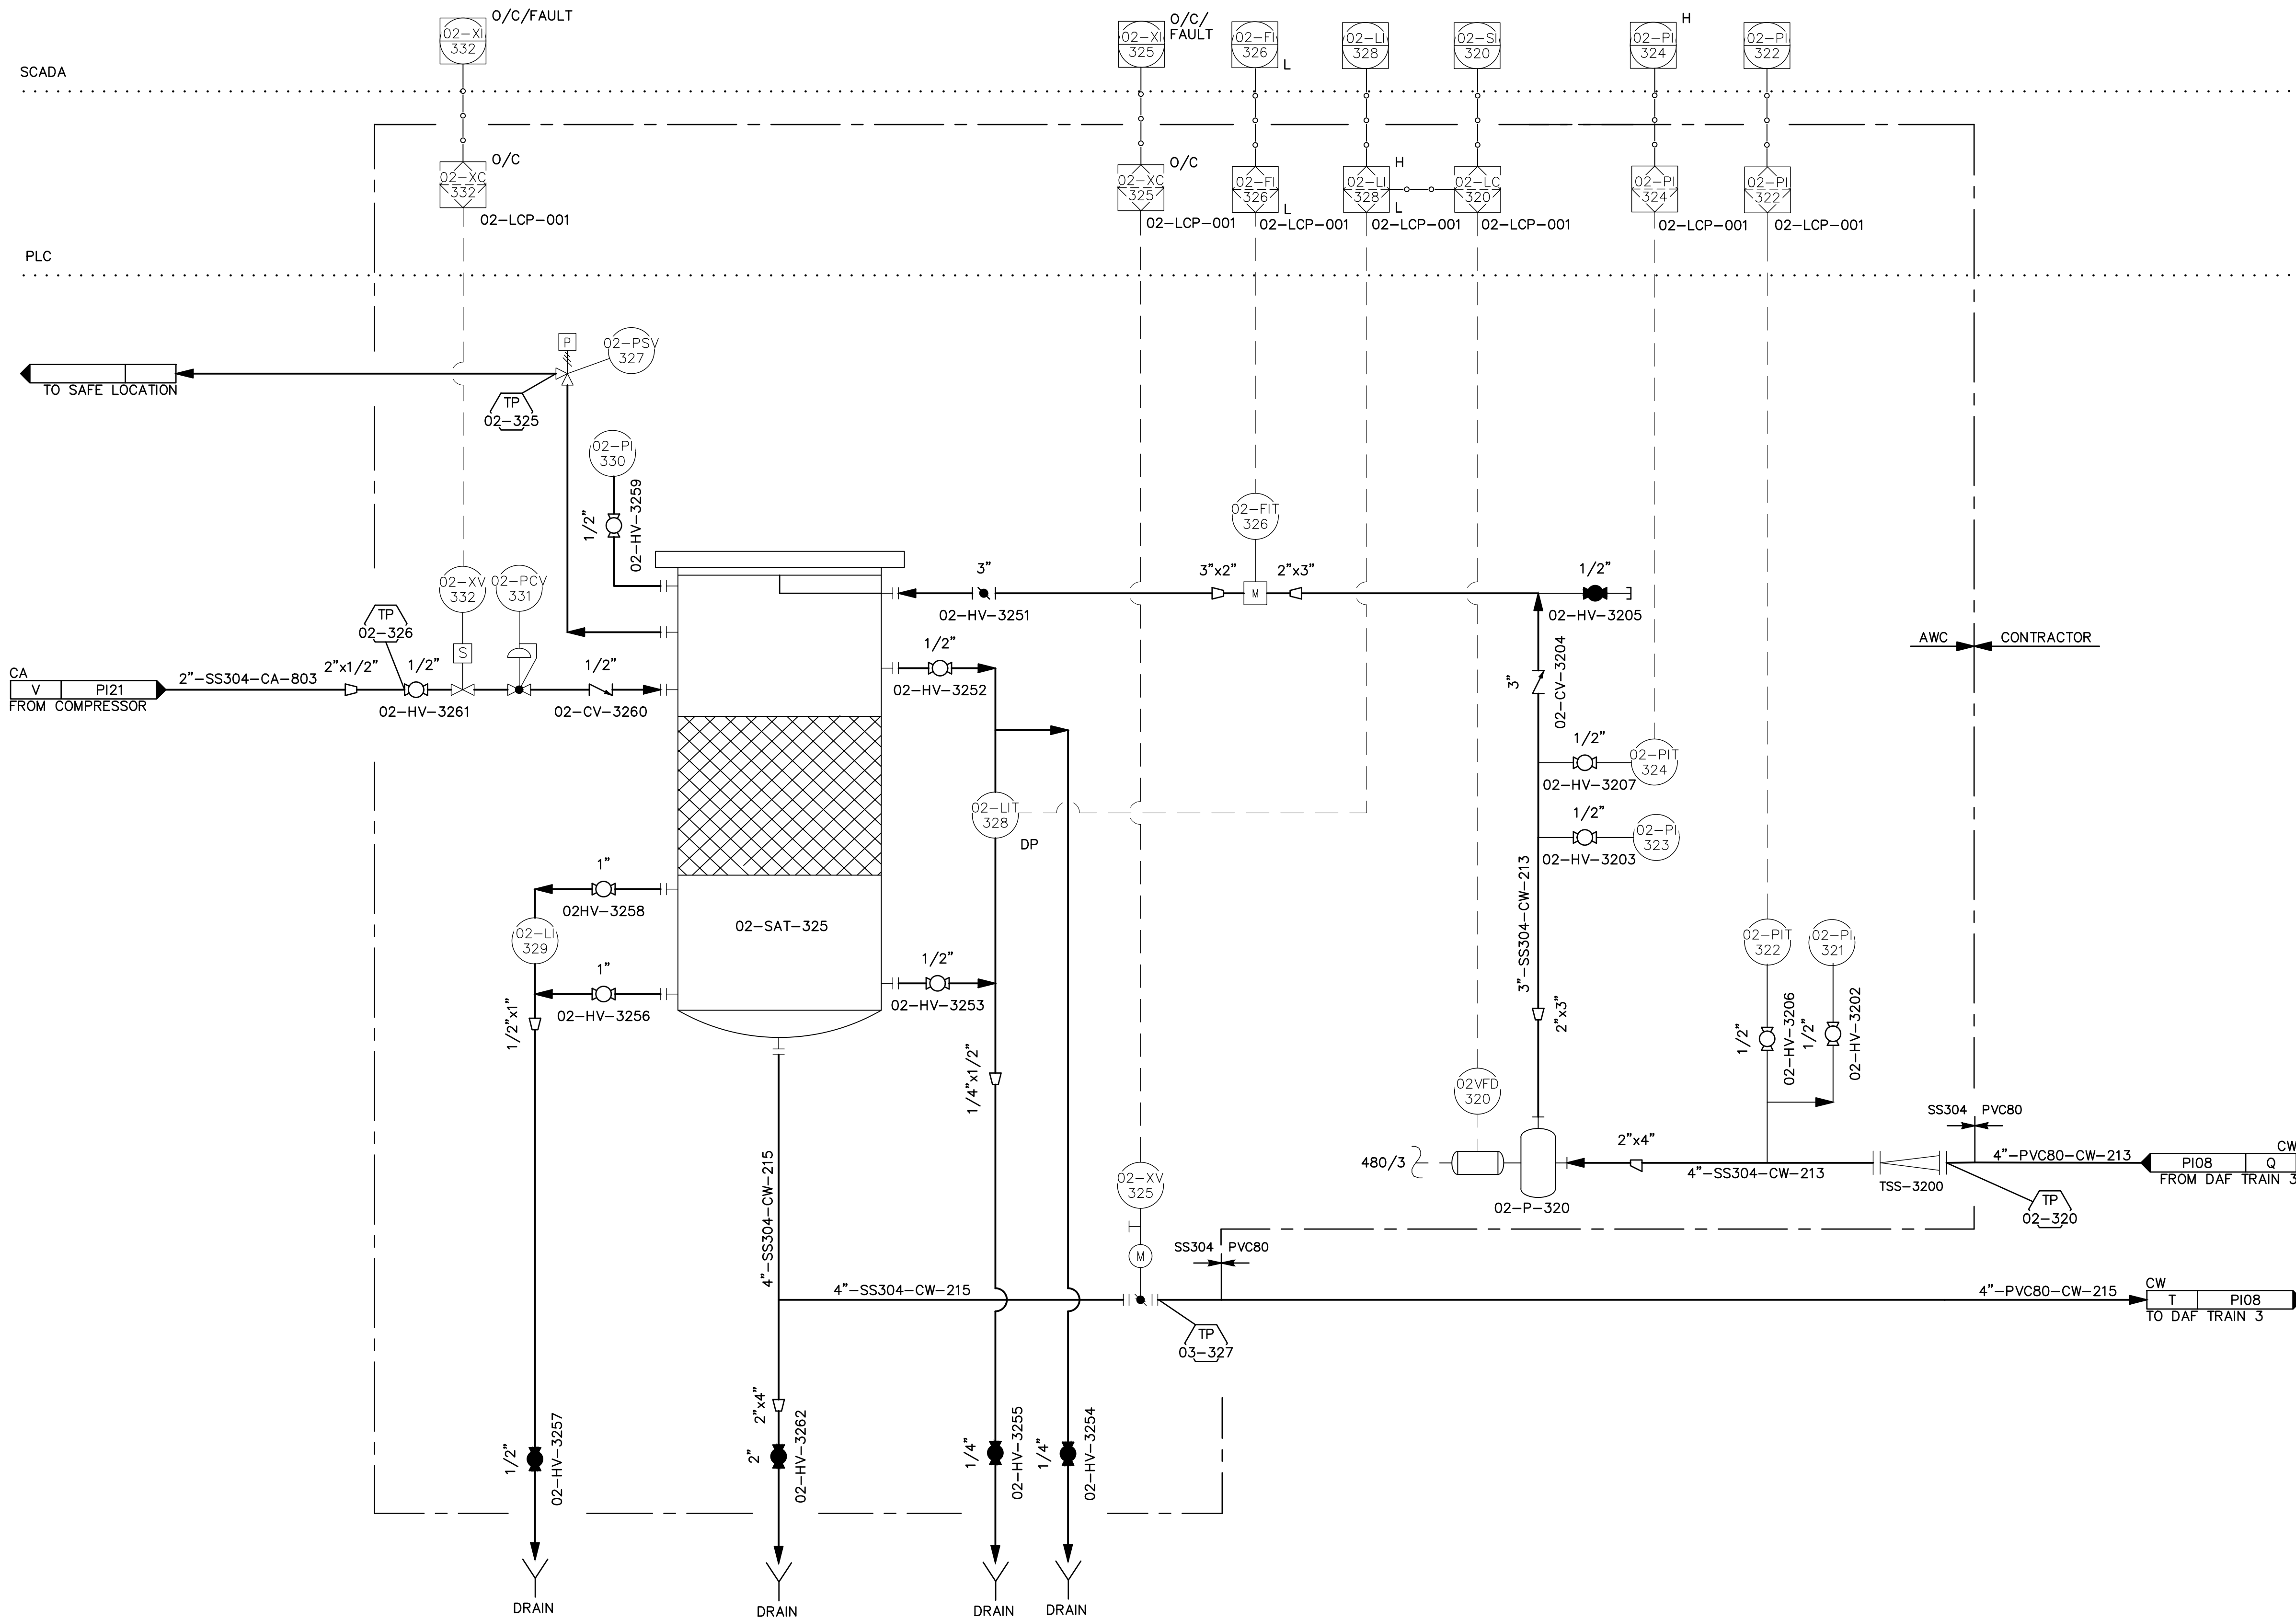 O/C/FAULT
02-XI
332
O/C/
FAULT
02-XI
325
02-FI
326
L
02-LI
328
02-SI
320
H
02-PI
324
02-PI
322
SCADA
O/C
02-XC
332
02-LCP-001
O/C
02-XC
325
02-LCP-001
02-FI
326
L
02-LCP-001
H
02-LI
328
L
02-LCP-001
02-LC
320
02-LCP-001
02-PI
324
02-LCP-001
02-PI
322
02-LCP-001
PLC
P
02-PSV
327
TO SAFE LOCATION
TP
02-325
02-PI
330
1/2"
02-HV-3259
02-FIT
326
02-XV
332
02-PCV
331
3"
3"x2"
M
2"x3"
1/2"
02-HV-3251
02-HV-3205
TP
02-326
S
1/2"
02-HV-3252
AWC
CONTRACTOR
CA
V
PI21
FROM COMPRESSOR
2"-SS304-CA-803
2"x1/2"
1/2"
02-HV-3261
1/2"
02-CV-3260
3"
02-CV-3204
1/2"
02-HV-3207
02-PIT
324
02-LIT
328
DP
1/2"
02-HV-3203
02-PI
323
1"
02HV-3258
02-SAT-325
3"-SS304-CW-213
02-LI
329
02-PIT
322
02-PI
321
1"
02-HV-3256
1/2"
02-HV-3253
1/2"x1"
2"x3"
1/2"
02-HV-3206
1/2"
02-HV-3202
1/4"x1/2"
02VFD
320
SS304
PVC80
480/3
2"x4"
4"-SS304-CW-213
TSS-3200
4"-PVC80-CW-213
CW
PI08
Q
FROM DAF TRAIN 3
02-P-320
TP
02-320
4"-SS304-CW-215
02-XV
325
M
SS304
PVC80
4"-SS304-CW-215
4"-PVC80-CW-215
CW
T
PI08
TO DAF TRAIN 3
TP
03-327
2"x4"
1/2"
02-HV-3257
2"
02-HV-3262
1/4"
02-HV-3255
1/4"
02-HV-3254
DRAIN
DRAIN
DRAIN
DRAIN